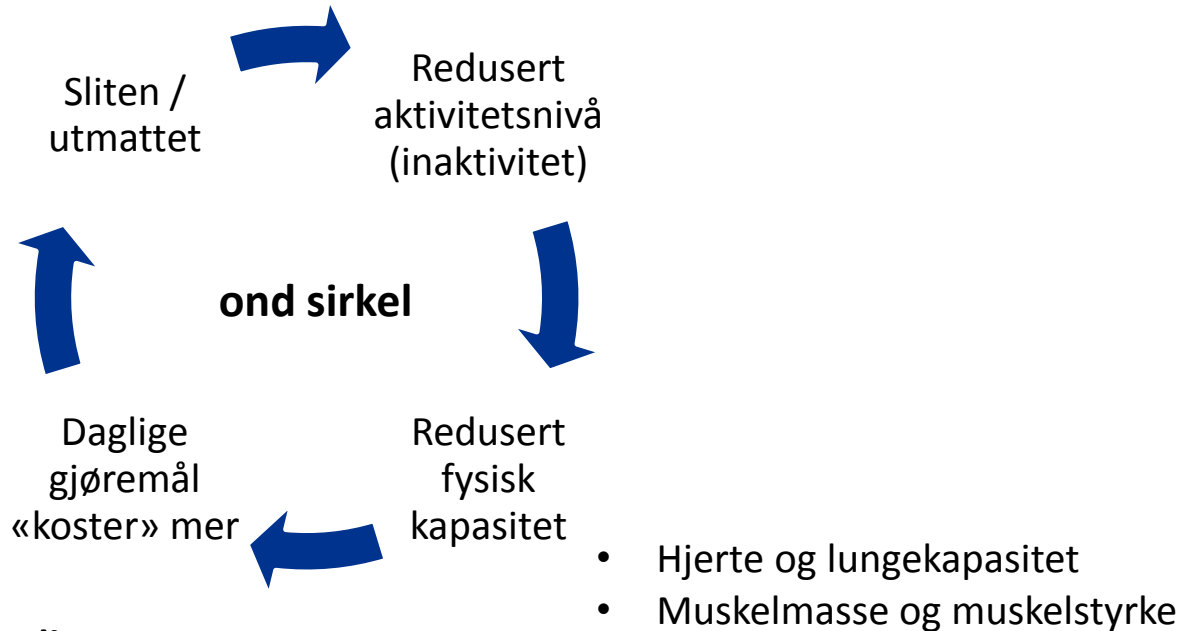 Sliten /
utmattet
Redusert
aktivitetsnivå
(inaktivitet)
ond sirkel
Daglige
gjøremål
«koster» mer
Redusert
fysisk
kapasitet
• Hjerte og lungekapasitet
• Muskelmasse og muskelstyrke